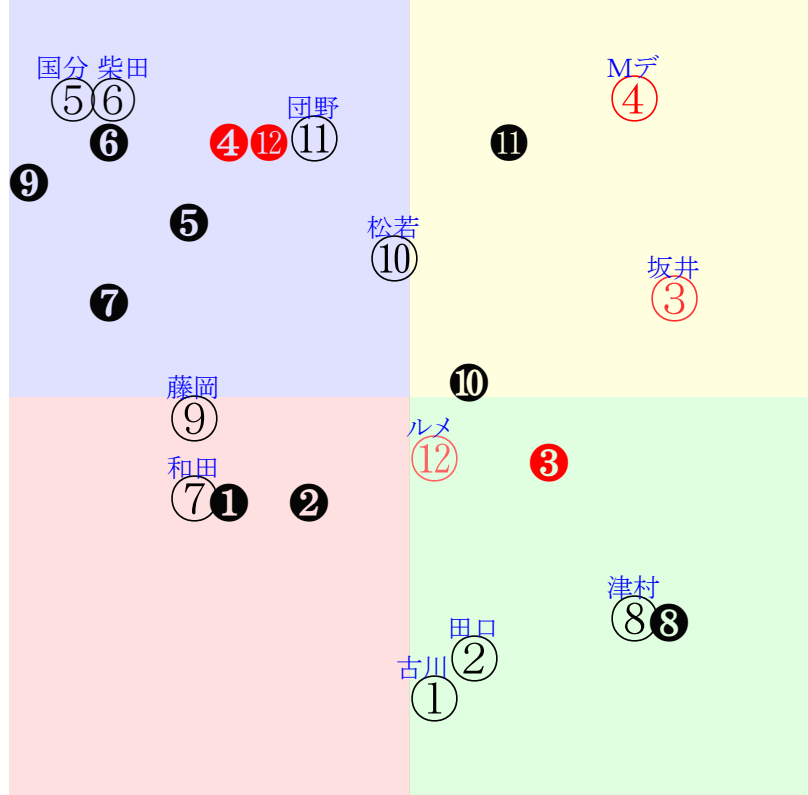 国分 柴田
Mデ
⑤⑥
④
団野
⑪
❻
❹
⓬
⓫
❾
❺
松若
⑩
坂井
③
❼
藤岡
❿
⑨
ルメ
⑫
和田
❸
⑦❶
❷
津村
⑧❽
田口
②
古川
①